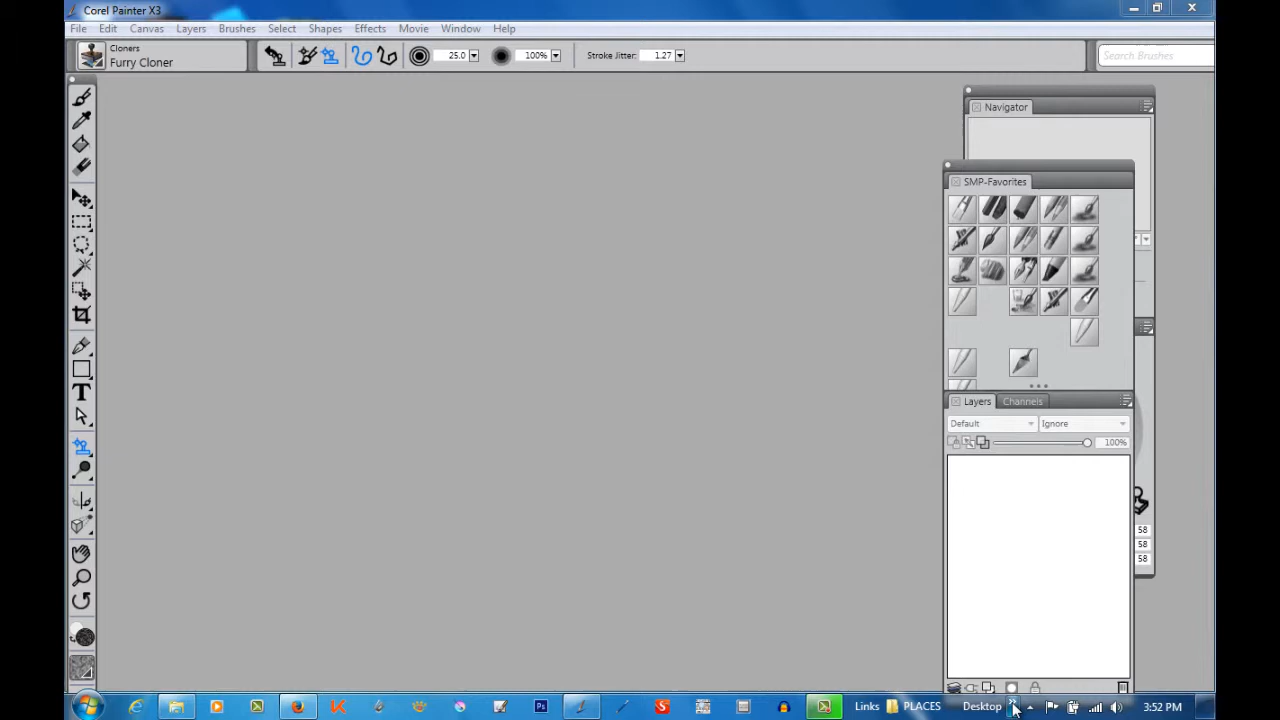 Corel Painter X3
File Edit Canvas Layers Brushes Select Shapes Effects Movie Window Help
Cloners
Furry Cloner
25.0 100% Stroke Jitter: 1.27
Search Brushes
Navigator
SMP-Favorites
Layers Channels
Default Ignore
100%
T
58
58
58
Ps
S
Links PLACES Desktop 3:52 PM